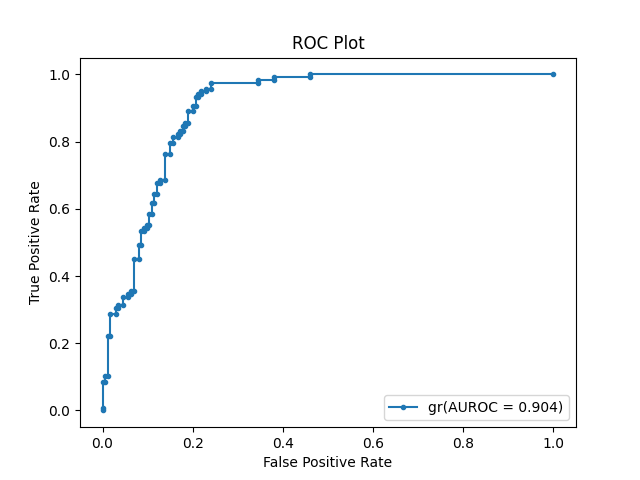 ROC Plot
1.0
0.8
0.6
0.4
0.2
0.0
True Positive Rate
gr(AUROC = 0.904)
0.0 0.2 0.4 0.6 0.8 1.0
False Positive Rate